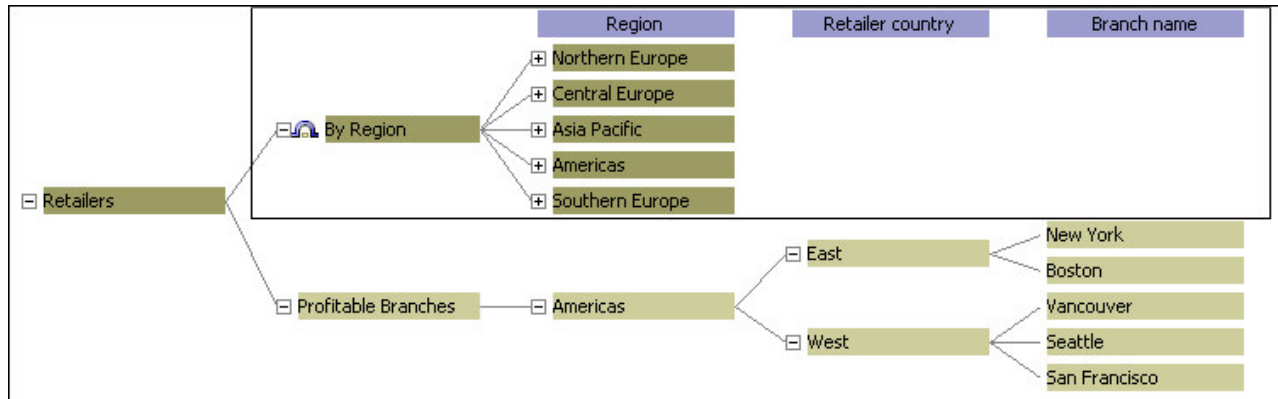 Region Retailer country Branch name
Northern Europe
Central Europe
By Region Asia Pacific
Americas
Retailers Southern Europe
New York
East
Boston
Profitable Branches Americas Vancouver
West Seattle
San Francisco